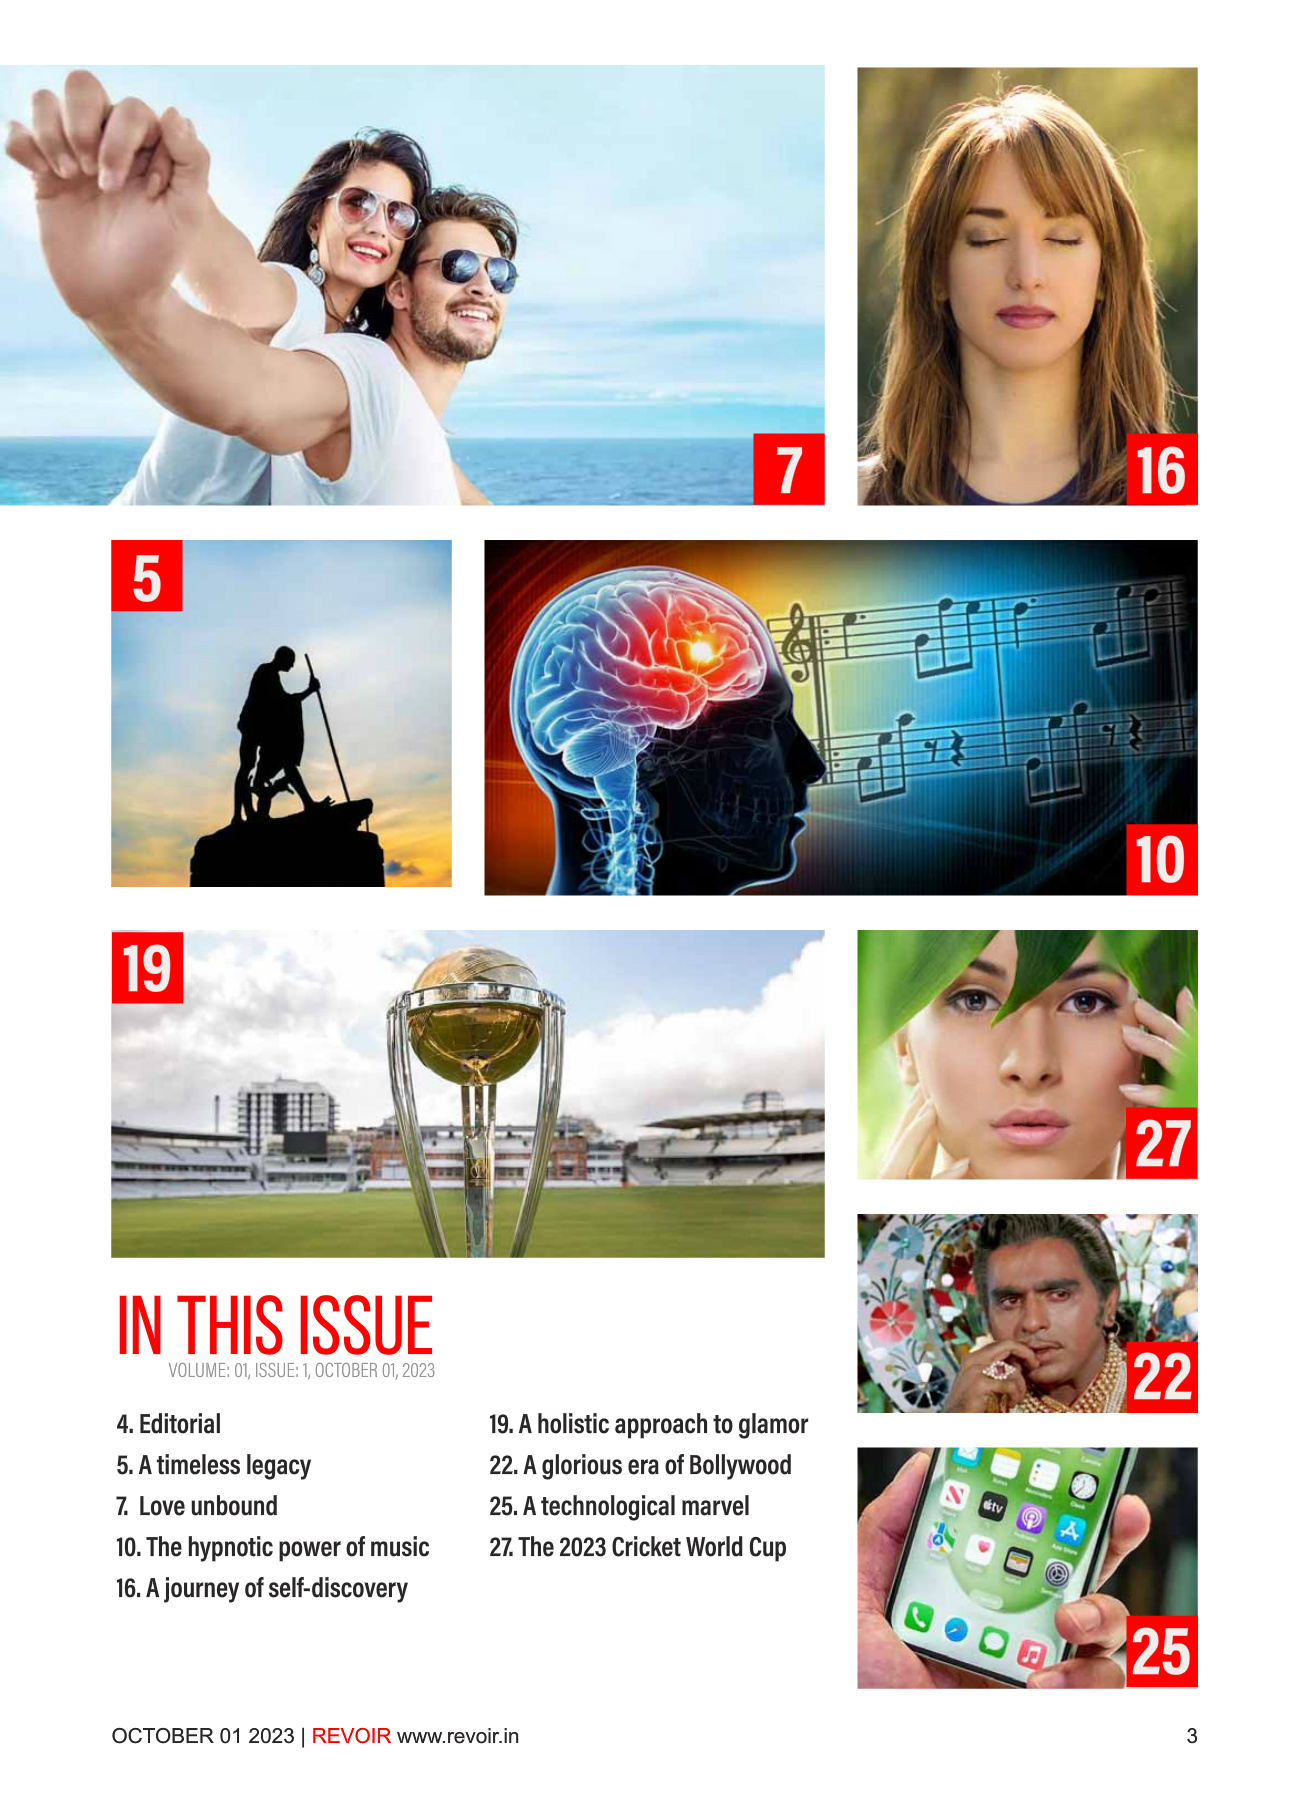 7
16
5
10
19
27
22
25
IN THIS ISSUE
VOLUME: 01, ISSUE: 1, OCTOBER 01, 2023
4. Editorial
5. A timeless legacy
7. Love unbound
10. The hypnotic power of music
16. A journey of self-discovery
19. A holistic approach to glamor
22. A glorious era of Bollywood
25. A technological marvel
27. The 2023 Cricket World Cup
OCTOBER 01 2023 | REVOIR www.revoir.in
3